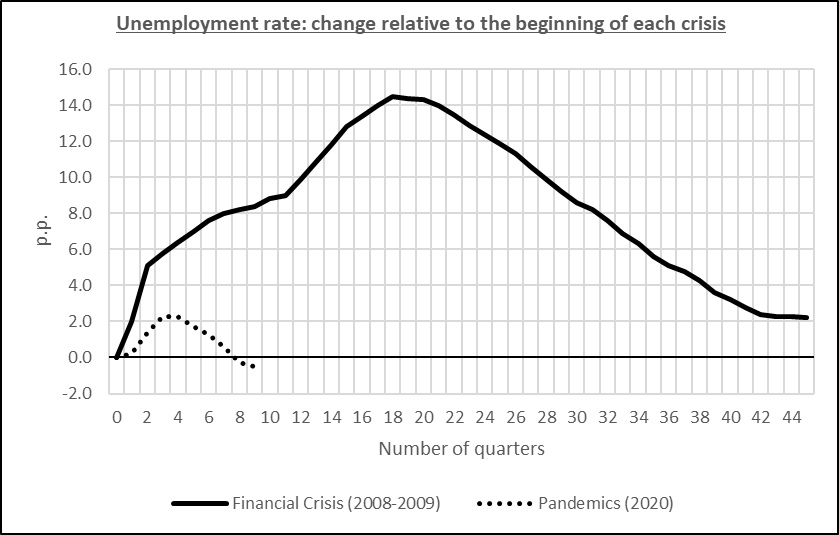 Unemployment rate: change relative to the beginning of each crisis
16.0
14.0
12.0
10.0
8.0
6.0
4.0
2.0
0.0
-2.0
p.p.
0 2 4 6 8 10 12 14 16 18 20 22 24 26 28 30 32 34 36 38 40 42 44
Number of quarters
Financial Crisis (2008-2009) Pandemics (2020)